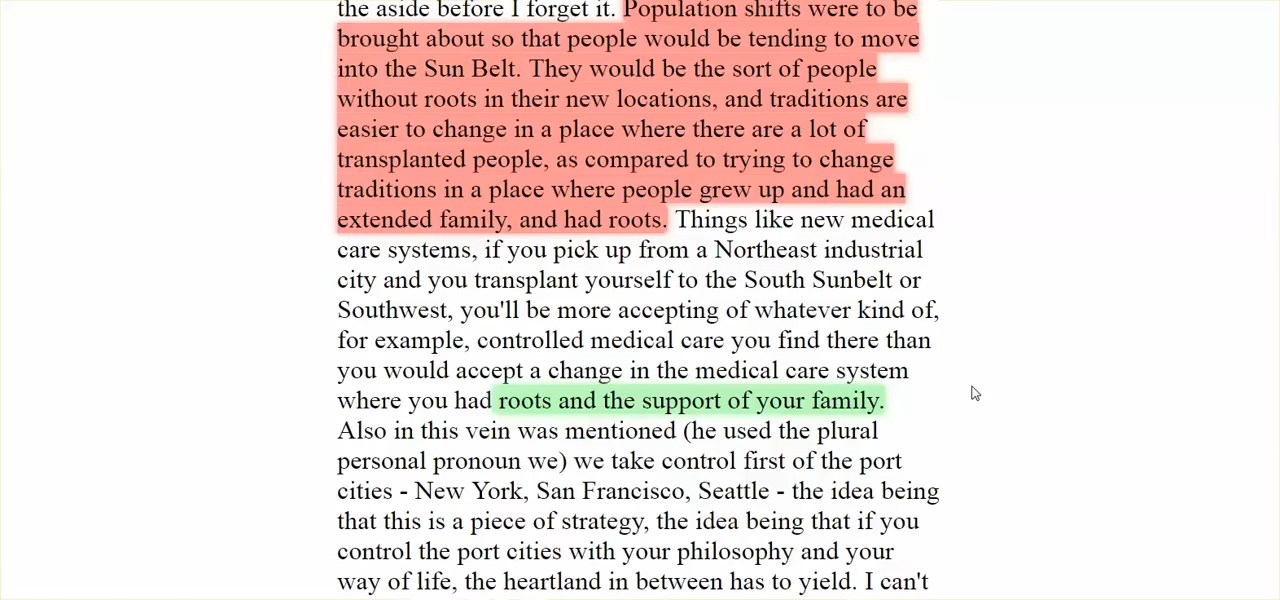 the aside before I forget it. Population shifts were to be
brought about so that people would be tending to move
into the Sun Belt. They would be the sort of people
without roots in their new locations, and traditions are
easier to change in a place where there are a lot of
transplanted people, as compared to trying to change
traditions in a place where people grew up and had an
extended family, and had roots. Things like new medical
care systems, if you pick up from a Northeast industrial
city and you transplant yourself to the South Sunbelt or
Southwest, you'll be more accepting of whatever kind of,
for example, controlled medical care you find there than
you would accept a change in the medical care system
where you had roots and the support of your family.
Also in this vein was mentioned (he used the plural
personal pronoun we) we take control first of the port
cities - New York, San Francisco, Seattle - the idea being
that this is a piece of strategy, the idea being that if you
control the port cities with your philosophy and your
way of life, the heartland in between has to yield. I can't